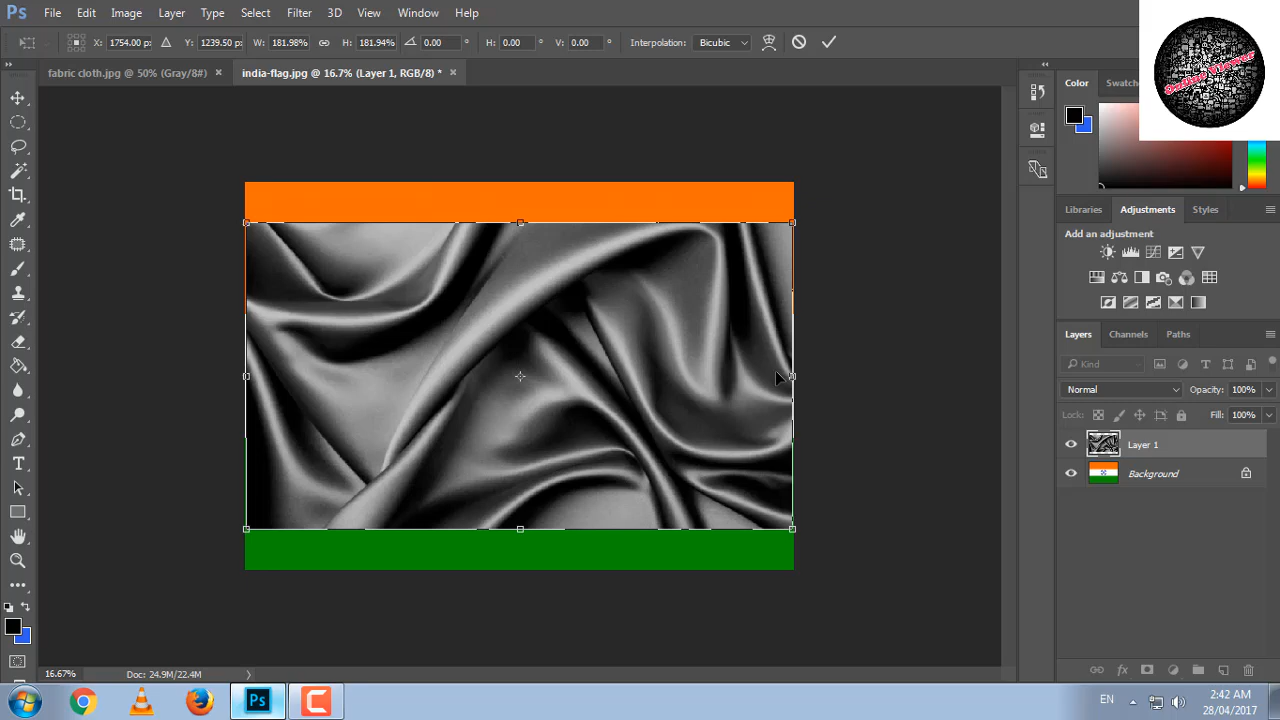 Ps File Edit Image Layer Type Select Filter 3D View Window Help
X: 1754.00 px Y: 1239.50 px W: 181.98% H: 181.94% 0.00 ° H: 0.00 ° V: 0.00 ° Interpolation: Bicubic
fabric cloth.jpg @ 50% (Gray/8#) × india-flag.jpg @ 16.7% (Layer 1, RGB/8) * ×
Color Swatche
Online Viewer
Libraries Adjustments Styles
Add an adjustment
Layers Channels Paths
Kind
Normal Opacity: 100%
Lock: Fill: 100%
Layer 1
Background
16.67% Doc: 24.9M/22.4M
Ps EN 2:42 AM
28/04/2017